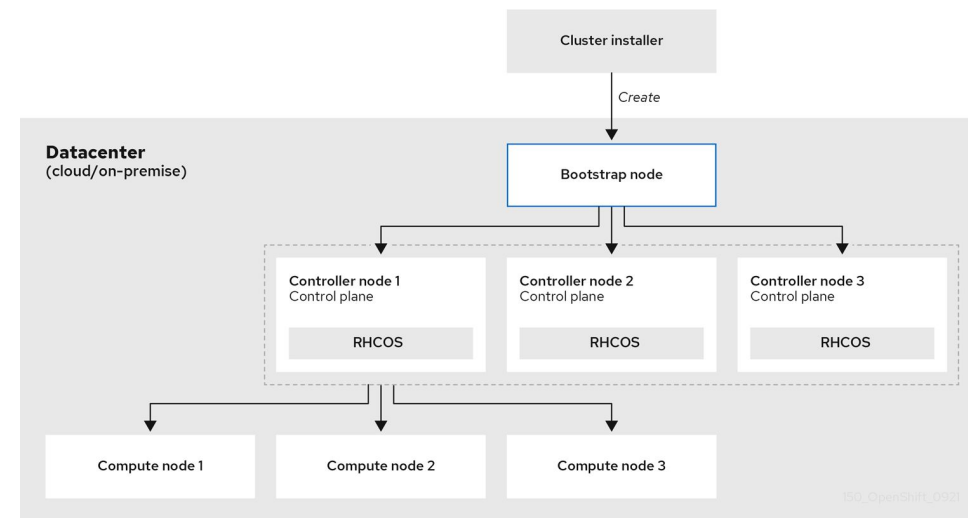 Cluster installer
Create
Datacenter
(cloud/on-premise)
Bootstrap node
Controller node 1
Control plane
RHCOS
Controller node 2
Control plane
RHCOS
Controller node 3
Control plane
RHCOS
Compute node 1
Compute node 2
Compute node 3
150_OpenShift_0921